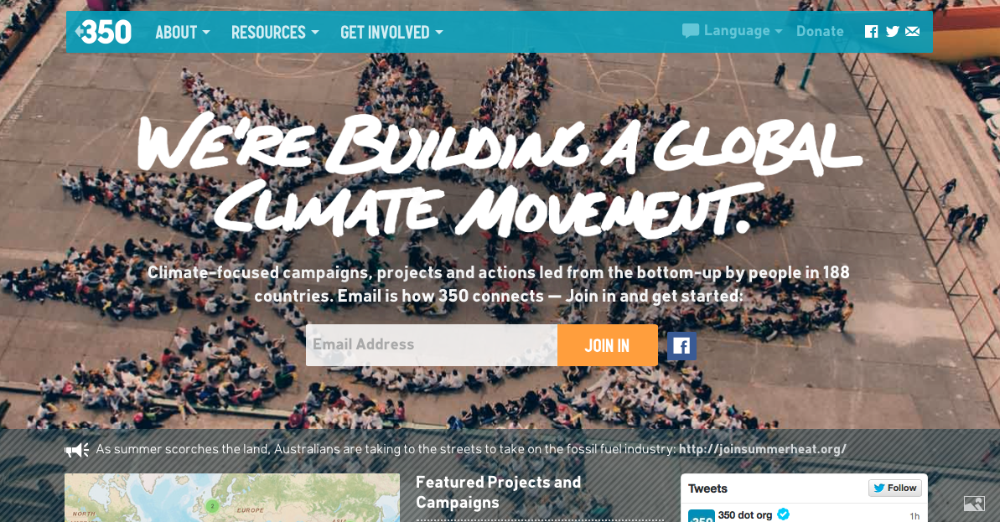 350
ABOUT
RESOURCES
GET INVOLVED
Language
Donate
We're Building a Global
Climate Movement.
Climate-focused campaigns, projects and actions led from the bottom-up by people in 188
countries. Email is how 350 connects — Join in and get started:
Email Address
JOIN IN
As summer scorches the land, Australians are taking to the streets to take on the fossil fuel industry: http://joinsummerheat.org/
NORTH
2
EUROPE
ASIA
Featured Projects and
Campaigns
Tweets
Follow
350
350 dot org
1h